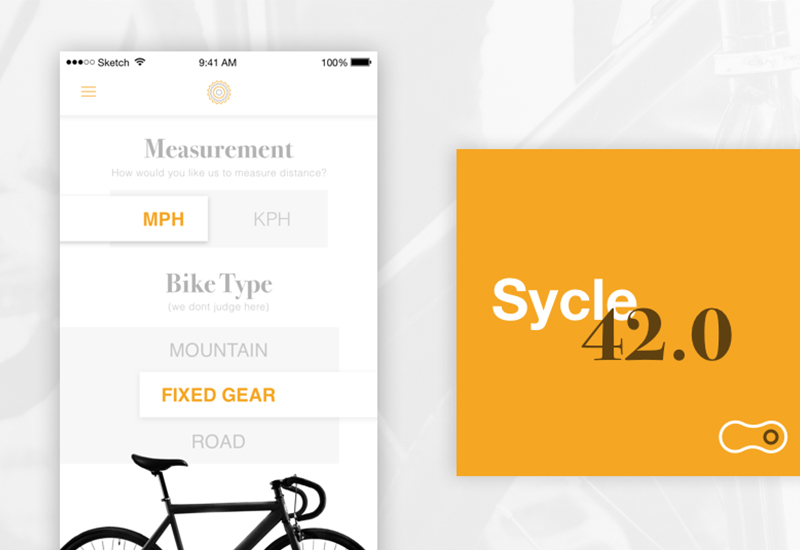 Sketch 9:41 AM 100%
Measurement
How would you like us to measure distance?
MPH KPH
Bike Type
(we dont judge here)
MOUNTAIN
FIXED GEAR
ROAD
Sycle
42.0